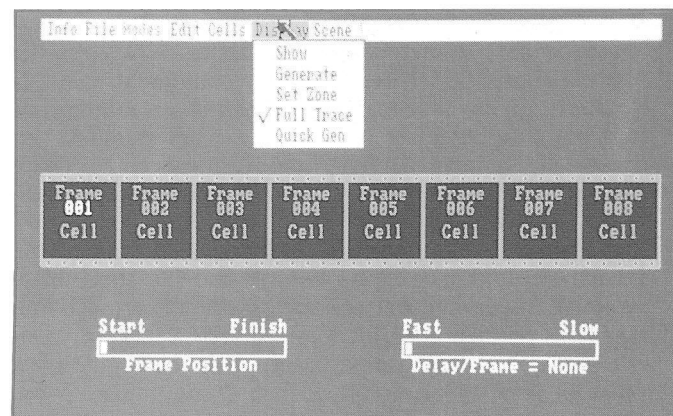 Info File Modes Edit Cells Display Scene
Show
Generate
Set Zone
√ Full Trace
Quick Gen
Frame 001 Cell
Frame 002 Cell
Frame 003 Cell
Frame 004 Cell
Frame 005 Cell
Frame 006 Cell
Frame 007 Cell
Frame 008 Cell
Start Finish
Frame Position
Fast Slow
Delay/Frame = None